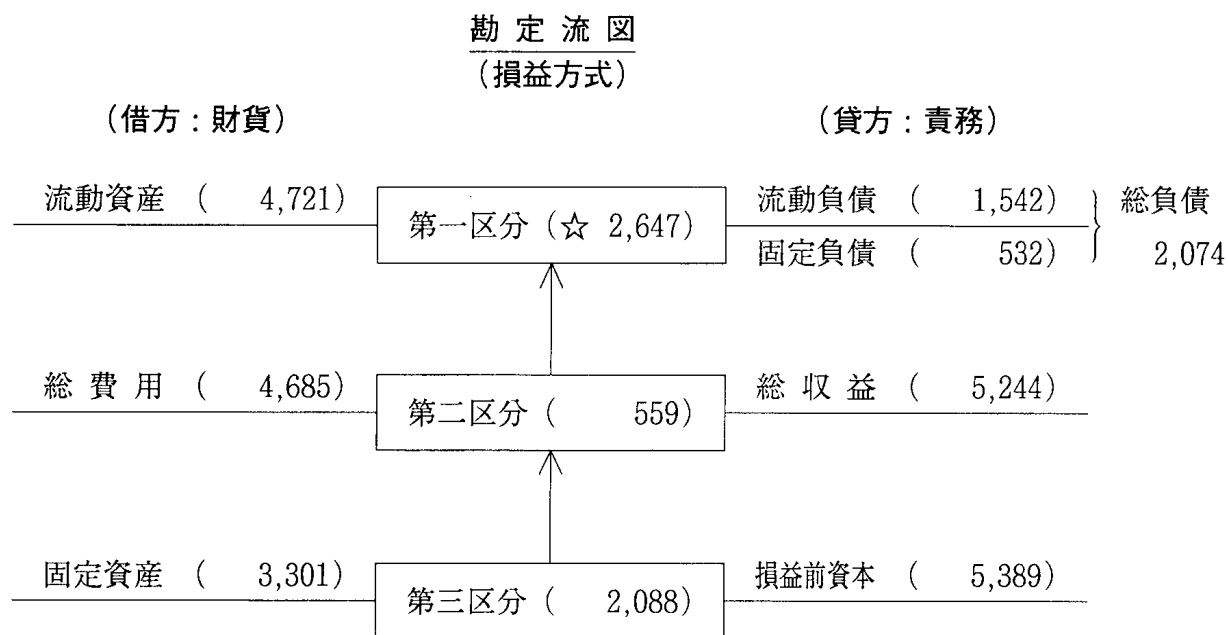 勘定流図
(損益方式)
(借方：財貨) (貸方：責務)
流動資産 ( 4,721) 第一区分 (☆ 2,647) 流動負債 ( 1,542) 総負債
固定負債 ( 532) 2,074
総費用 ( 4,685) 第二区分 ( 559) 総収益 ( 5,244)
固定資産 ( 3,301) 第三区分 ( 2,088) 損益前資本 ( 5,389)